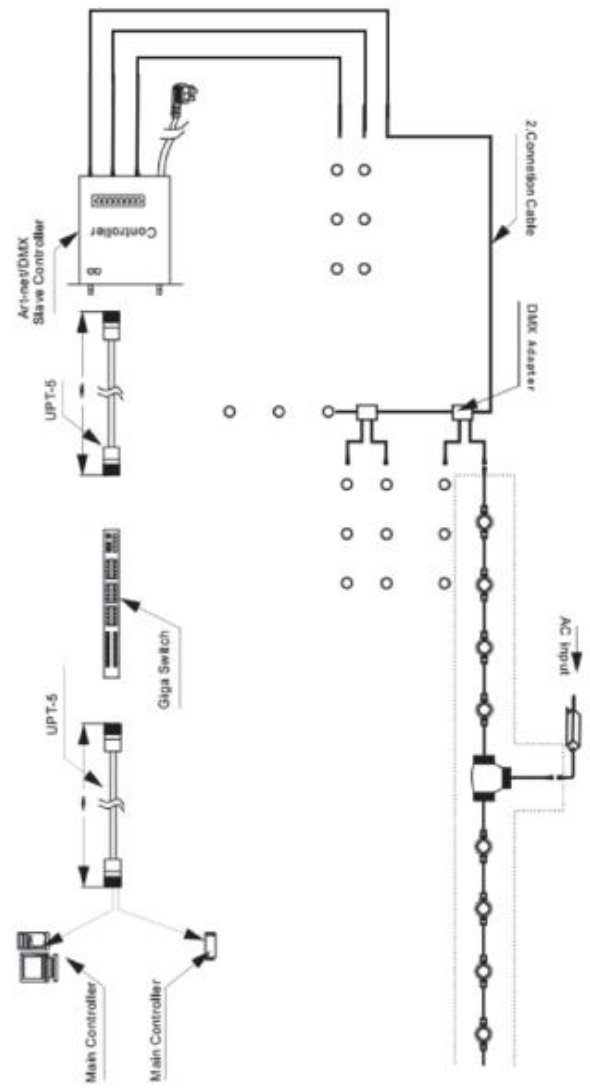 2.Connetion Cable
Controller
Art-net/DMX
Slave Controller
DMX Adapter
UPT-5
Giga Switch
AC input
UPT-5
Main Controller
Main Controller